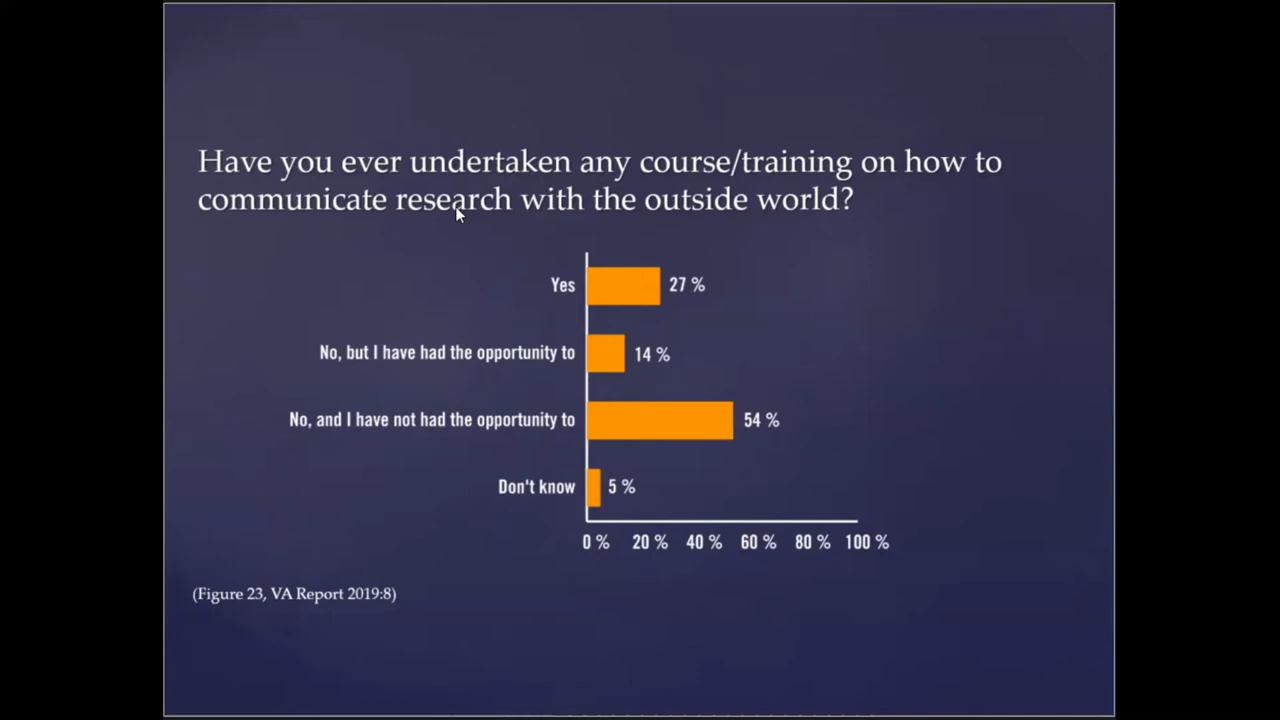 Have you ever undertaken any course/training on how to
communicate research with the outside world?
Yes 27 %
No, but I have had the opportunity to 14 %
No, and I have not had the opportunity to 54 %
Don't know 5 %
0 % 20 % 40 % 60 % 80 % 100 %
(Figure 23, VA Report 2019:8)